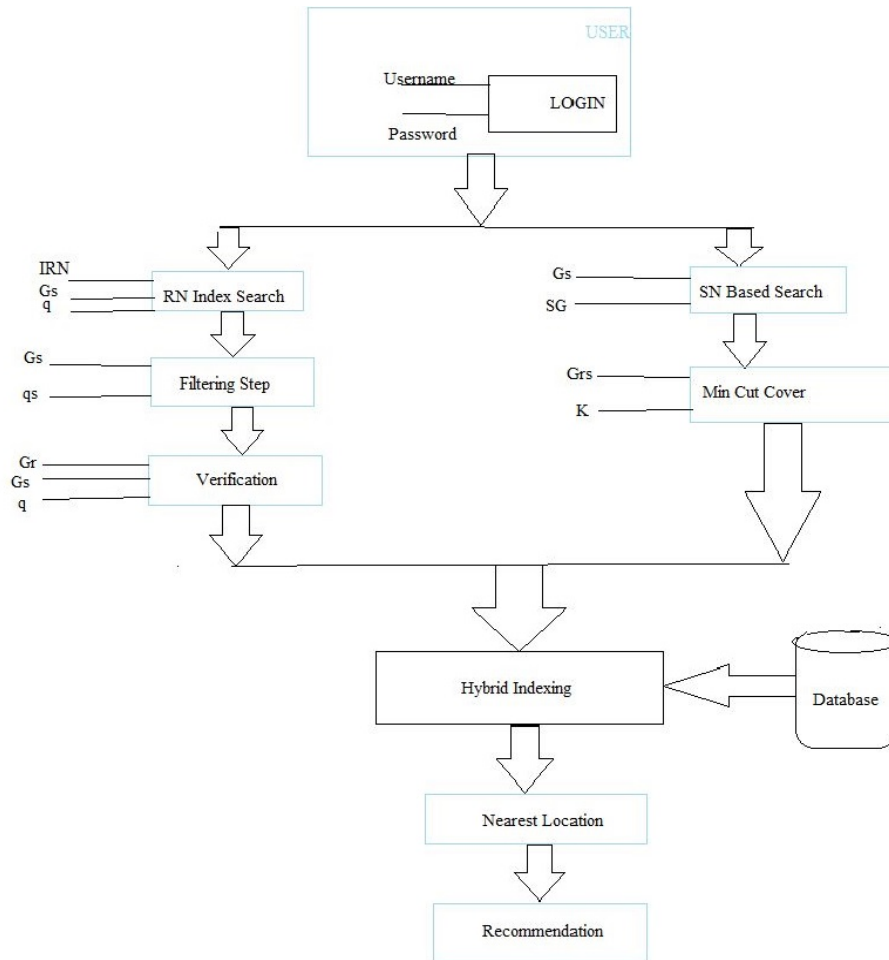 USER
Username
LOGIN
Password
IRN
Gs
q
RN Index Search
Gs
SG
SN Based Search
Gs
qs
Filtering Step
Grs
K
Min Cut Cover
Gr
Gs
q
Verification
Hybrid Indexing
Database
Nearest Location
Recommendation